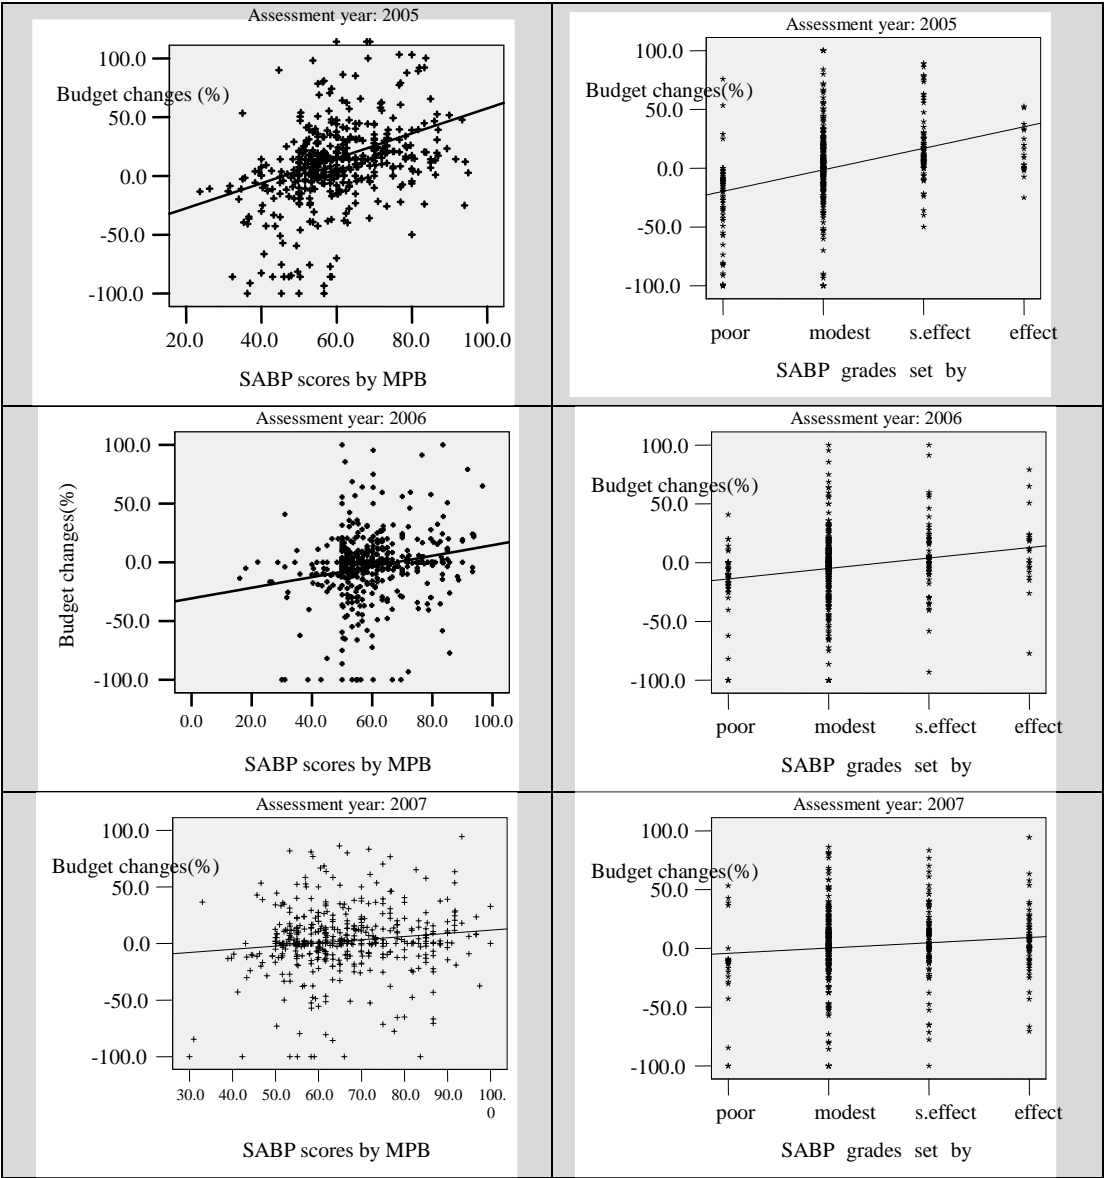 Assessment year: 2005
100.0
Budget changes (%)
50.0
0.0
-50.0
-100.0
20.0 40.0 60.0 80.0 100.0
SABP scores by MPB
Assessment year: 2005
100.0
Budget changes(%)
50.0
0.0
-50.0
-100.0
poor modest s.effect effect
SABP grades set by
Assessment year: 2006
100.0
50.0
0.0
-50.0
-100.0
Budget changes(%)
0.0 20.0 40.0 60.0 80.0 100.0
SABP scores by MPB
Assessment year: 2006
100.0
Budget changes(%)
50.0
0.0
-50.0
-100.0
poor modest s.effect effect
SABP grades set by
Assessment year: 2007
100.0
Budget changes(%)
50.0
0.0
-50.0
-100.0
30.0 40.0 50.0 60.0 70.0 80.0 90.0 100.
0
SABP scores by MPB
Assessment year: 2007
100.0
Budget changes(%)
50.0
0.0
-50.0
-100.0
poor modest s.effect effect
SABP grades set by